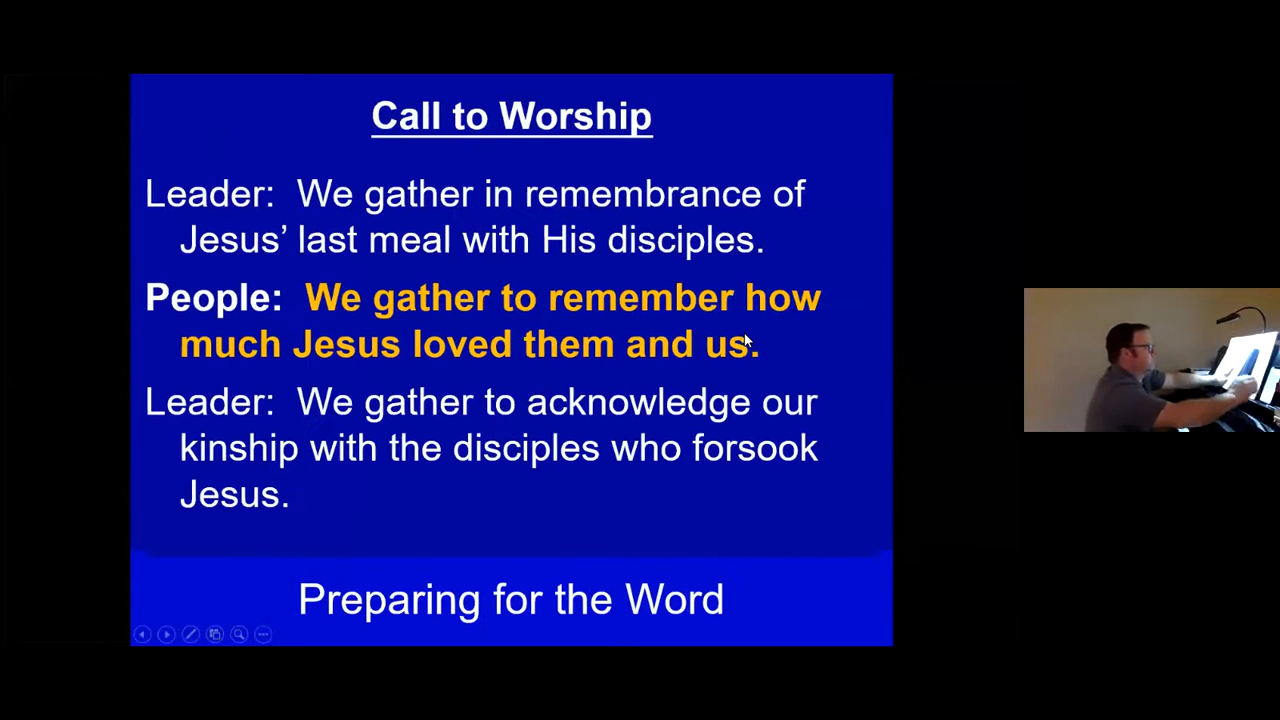 Call to Worship
Leader:  We gather in remembrance of
Jesus’ last meal with His disciples.
People:  We gather to remember how
much Jesus loved them and us.
Leader:  We gather to acknowledge our
kinship with the disciples who forsook
Jesus.
Preparing for the Word